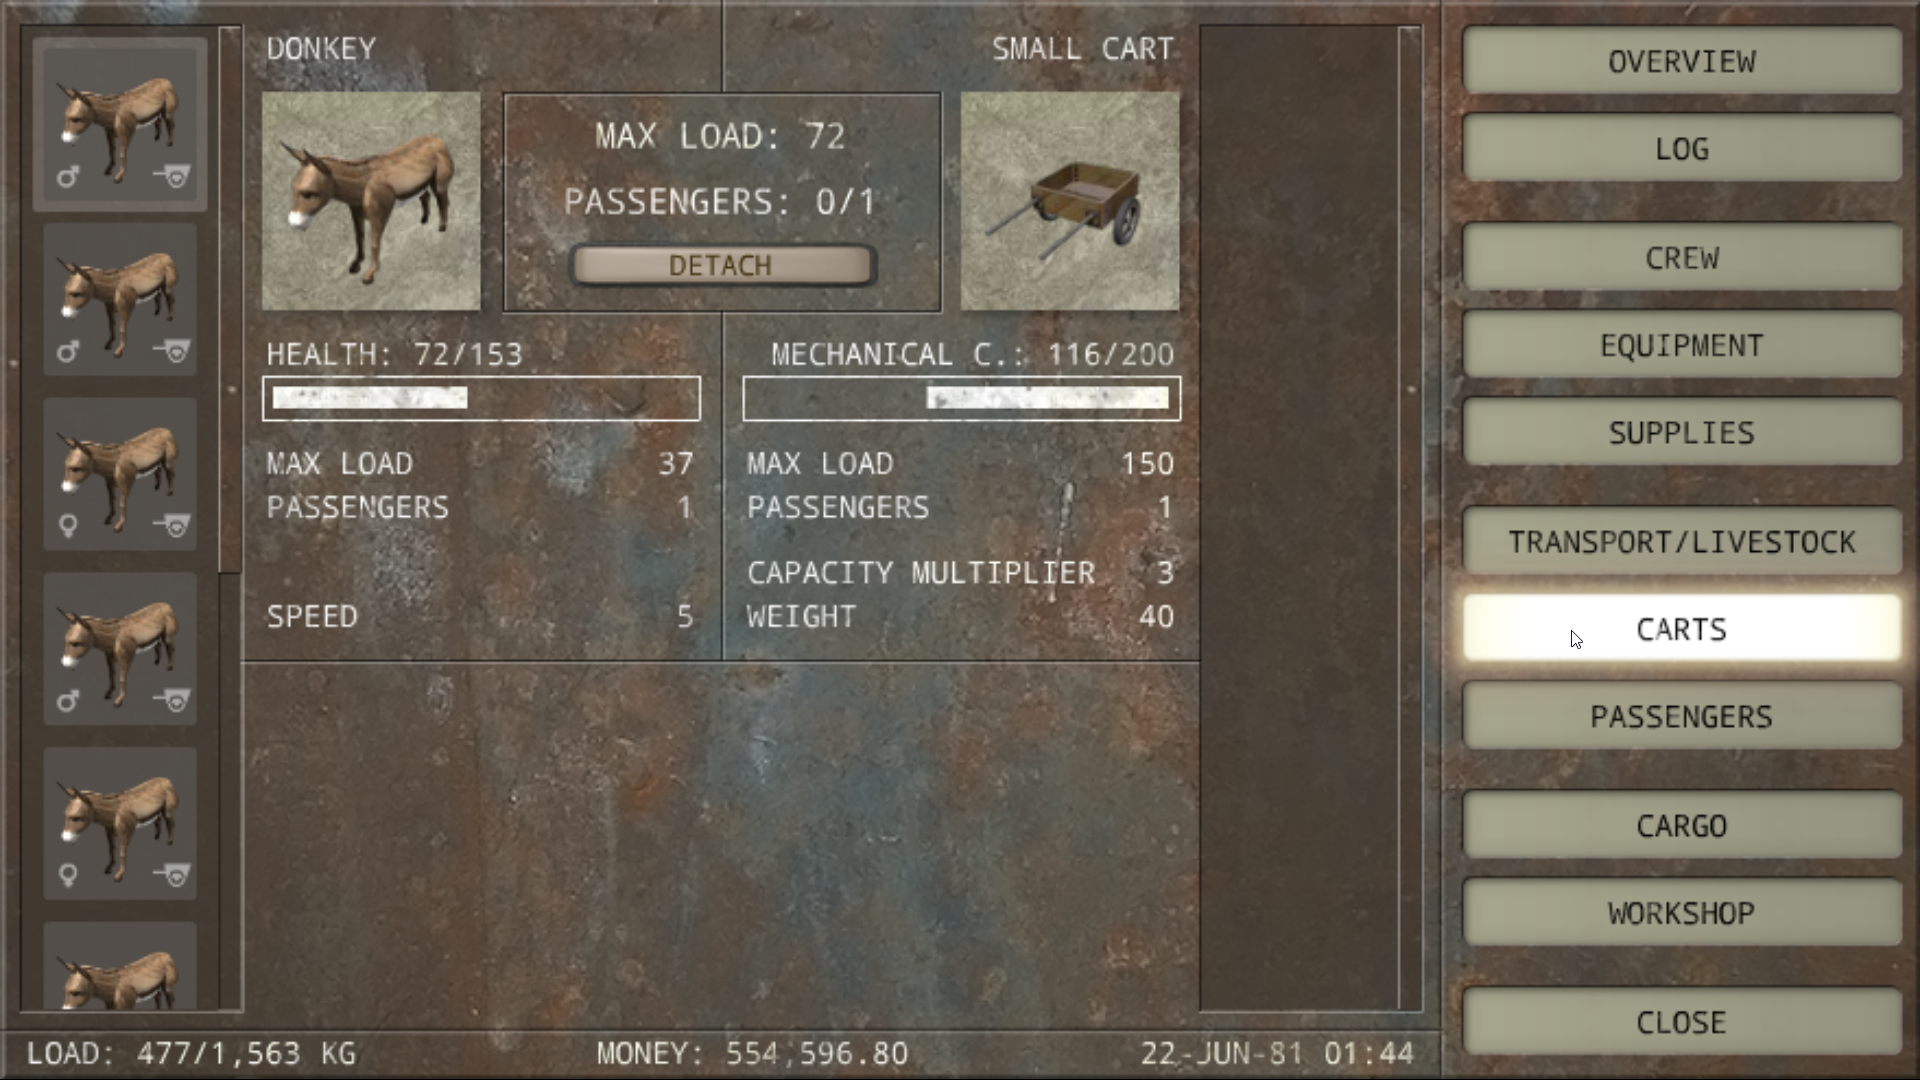 DONKEY
SMALL CART
MAX LOAD: 72
PASSENGERS: 0/1
DETACH
HEALTH: 72/153
MECHANICAL C.: 116/200
MAX LOAD 37
PASSENGERS 1
SPEED 5
MAX LOAD 150
PASSENGERS 1
CAPACITY MULTIPLIER 3
WEIGHT 40
OVERVIEW
LOG
CREW
EQUIPMENT
SUPPLIES
TRANSPORT/LIVESTOCK
CARTS
PASSENGERS
CARGO
WORKSHOP
CLOSE
LOAD: 477/1,563 KG
MONEY: 554,596.80
22-JUN-81 01:44